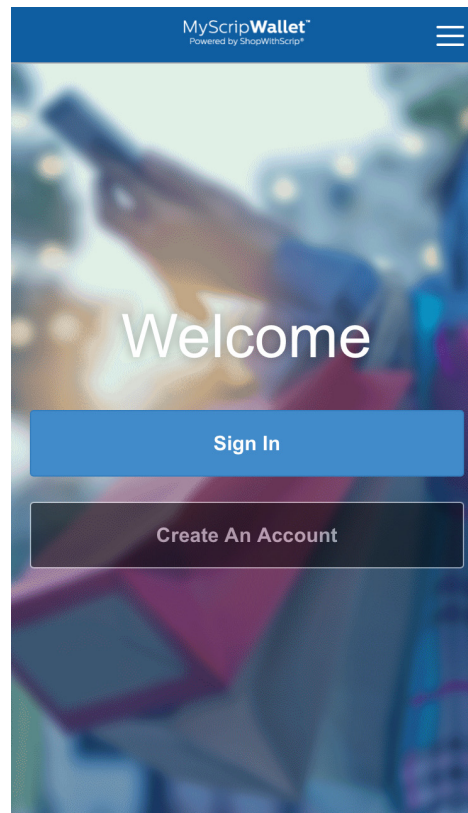 MyScripWallet™
Powered by ShopWithScrip®
Welcome
Sign In
Create An Account